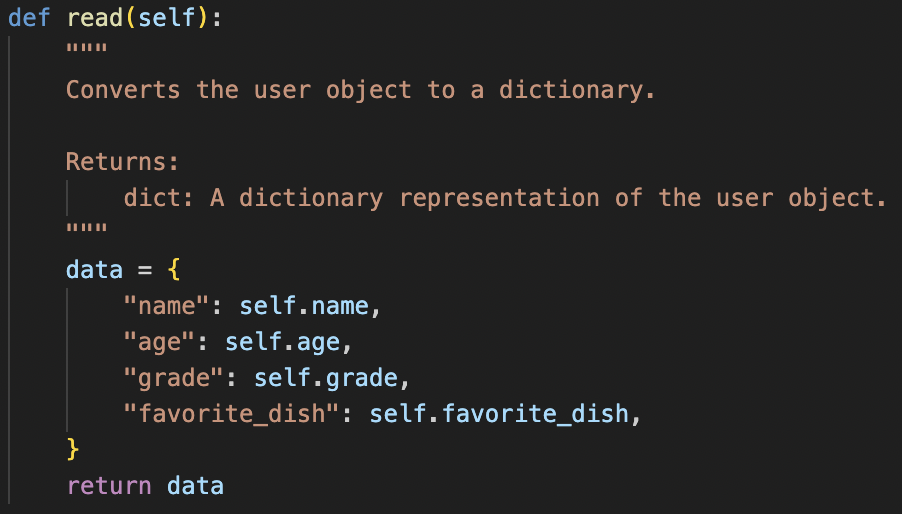 def read(self):
    """
    Converts the user object to a dictionary.

    Returns:
        dict: A dictionary representation of the user object.
    """
    data = {
        "name": self.name,
        "age": self.age,
        "grade": self.grade,
        "favorite_dish": self.favorite_dish,
    }
    return data